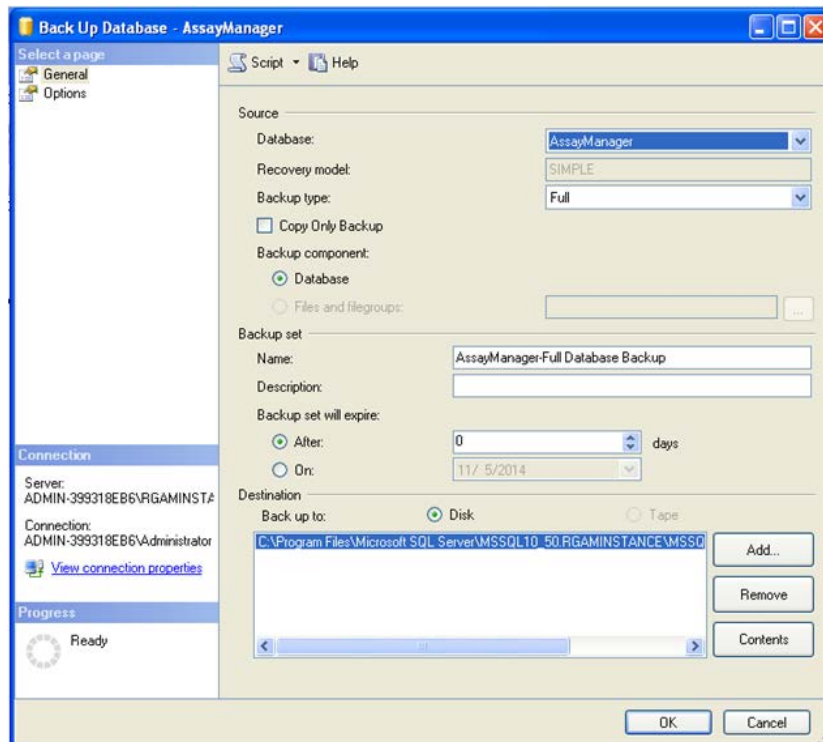 Back Up Database - AssayManager
Select a page
General
Options
Script
Help
Source
Database:
AssayManager
Recovery model:
SIMPLE
Backup type:
Full
Copy Only Backup
Backup component:
Database
Files and filegroups:
...
Backup set
Name:
AssayManager-Full Database Backup
Description:
Backup set will expire:
After:
0
days
On:
11/ 5/2014
Destination
Back up to:
Disk
Tape
C:\Program Files\Microsoft SQL Server\MSSQL10_50.RGAMINSTANCE\MSSQ
Add...
Remove
Contents
Connection
Server:
ADMIN-399318EB6\RGAMINSTA
Connection:
ADMIN-399318EB6\Administrator
View connection properties
Progress
Ready
OK
Cancel